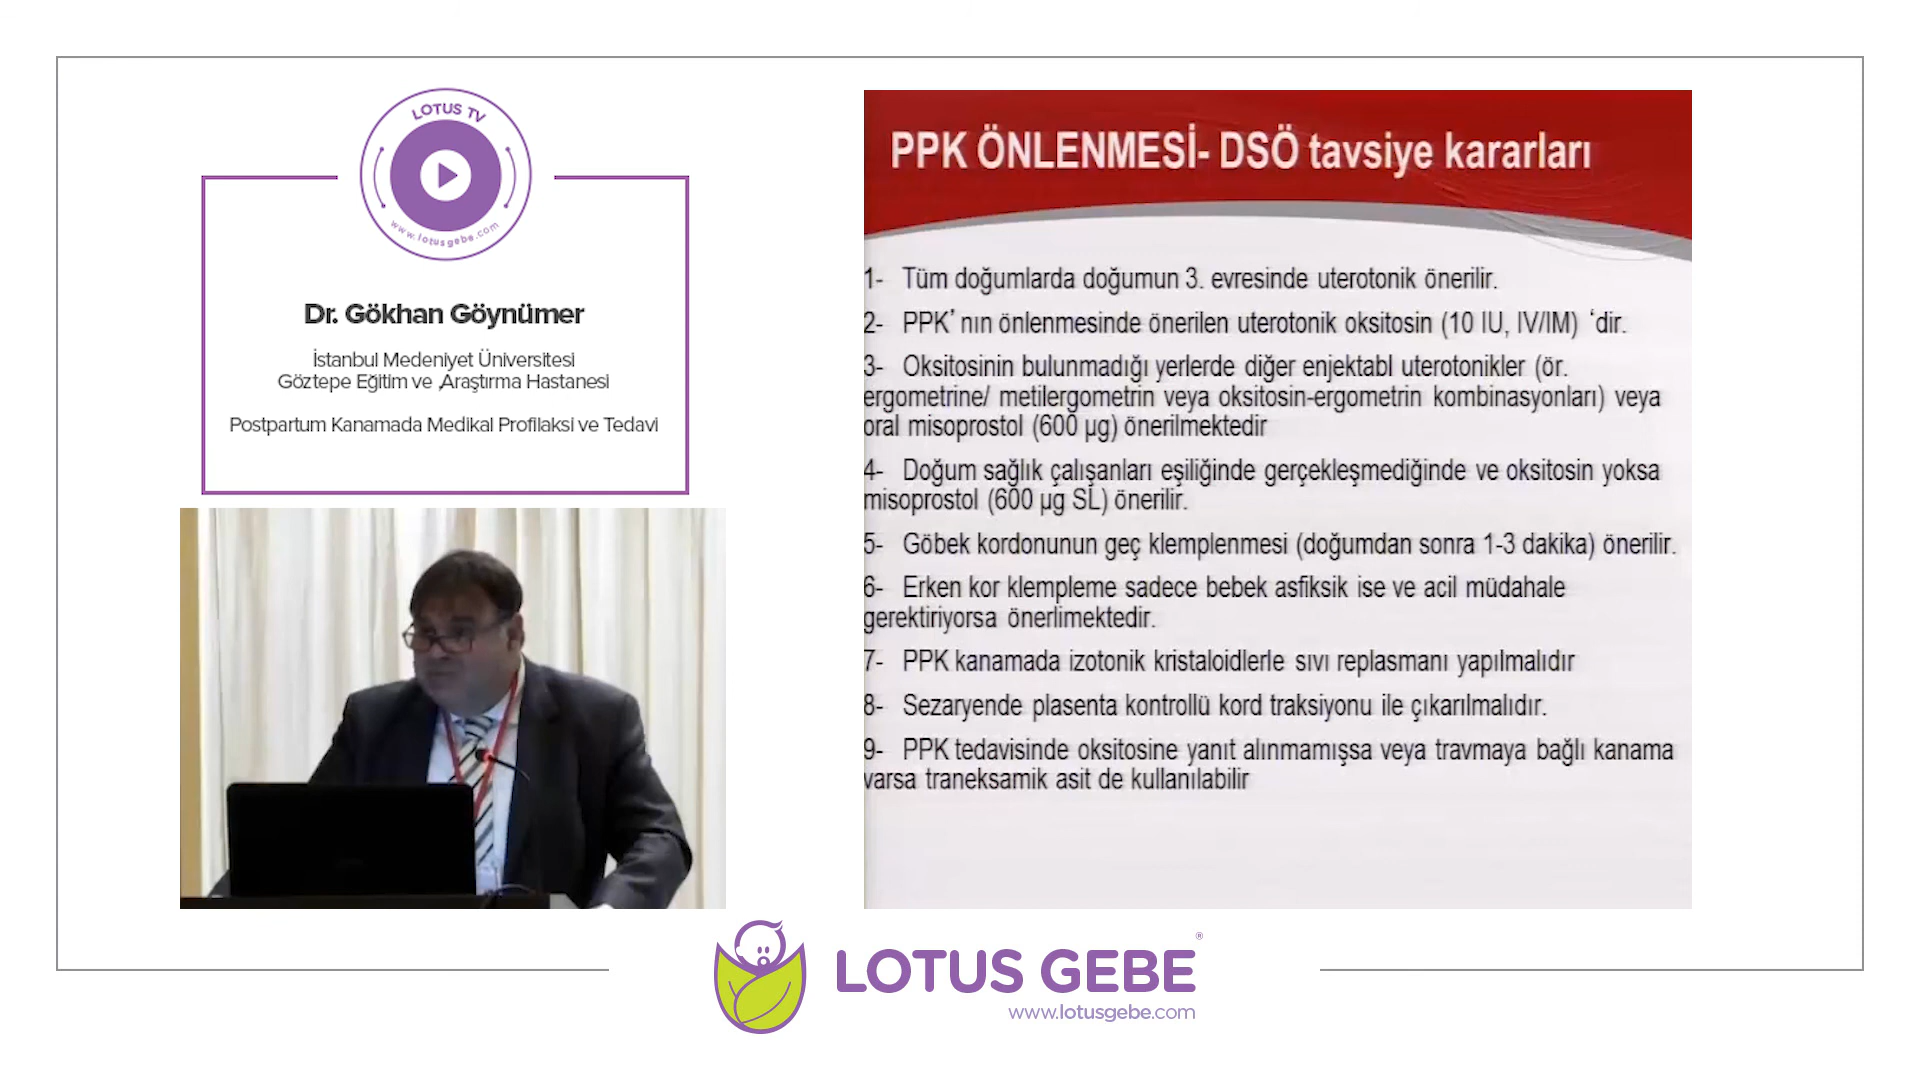 LOTUS TV
www.lotusgebe.com
Dr. Gökhan Göynümer
İstanbul Medeniyet Üniversitesi
Göztepe Eğitim ve ,Araştırma Hastanesi
Postpartum Kanamada Medikal Profilaksi ve Tedavi
PPK ÖNLENMESİ- DSÖ tavsiye kararları
1- Tüm doğumlarda doğumun 3. evresinde uterotonik önerilir.
2- PPK’nın önlenmesinde önerilen uterotonik oksitosin (10 IU, IV/IM) ‘dir.
3- Oksitosinin bulunmadığı yerlerde diğer enjektabl uterotonikler (ör.
ergometrine/ metilergometrin veya oksitosin-ergometrin kombinasyonları) veya
oral misoprostol (600 µg) önerilmektedir
4- Doğum sağlık çalışanları eşiliğinde gerçekleşmediğinde ve oksitosin yoksa
misoprostol (600 µg SL) önerilir.
5- Göbek kordonunun geç klemplenmesi (doğumdan sonra 1-3 dakika) önerilir.
6- Erken kor klempleme sadece bebek asfiksik ise ve acil müdahale
gerektiriyorsa önerlimektedir.
7- PPK kanamada izotonik kristaloidlerle sıvı replasmanı yapılmalıdır
8- Sezaryende plasenta kontrollü kord traksiyonu ile çıkarılmalıdır.
9- PPK tedavisinde oksitosine yanıt alınmamışsa veya travmaya bağlı kanama
varsa traneksamik asit de kullanılabilir
LOTUS GEBE®
www.lotusgebe.com